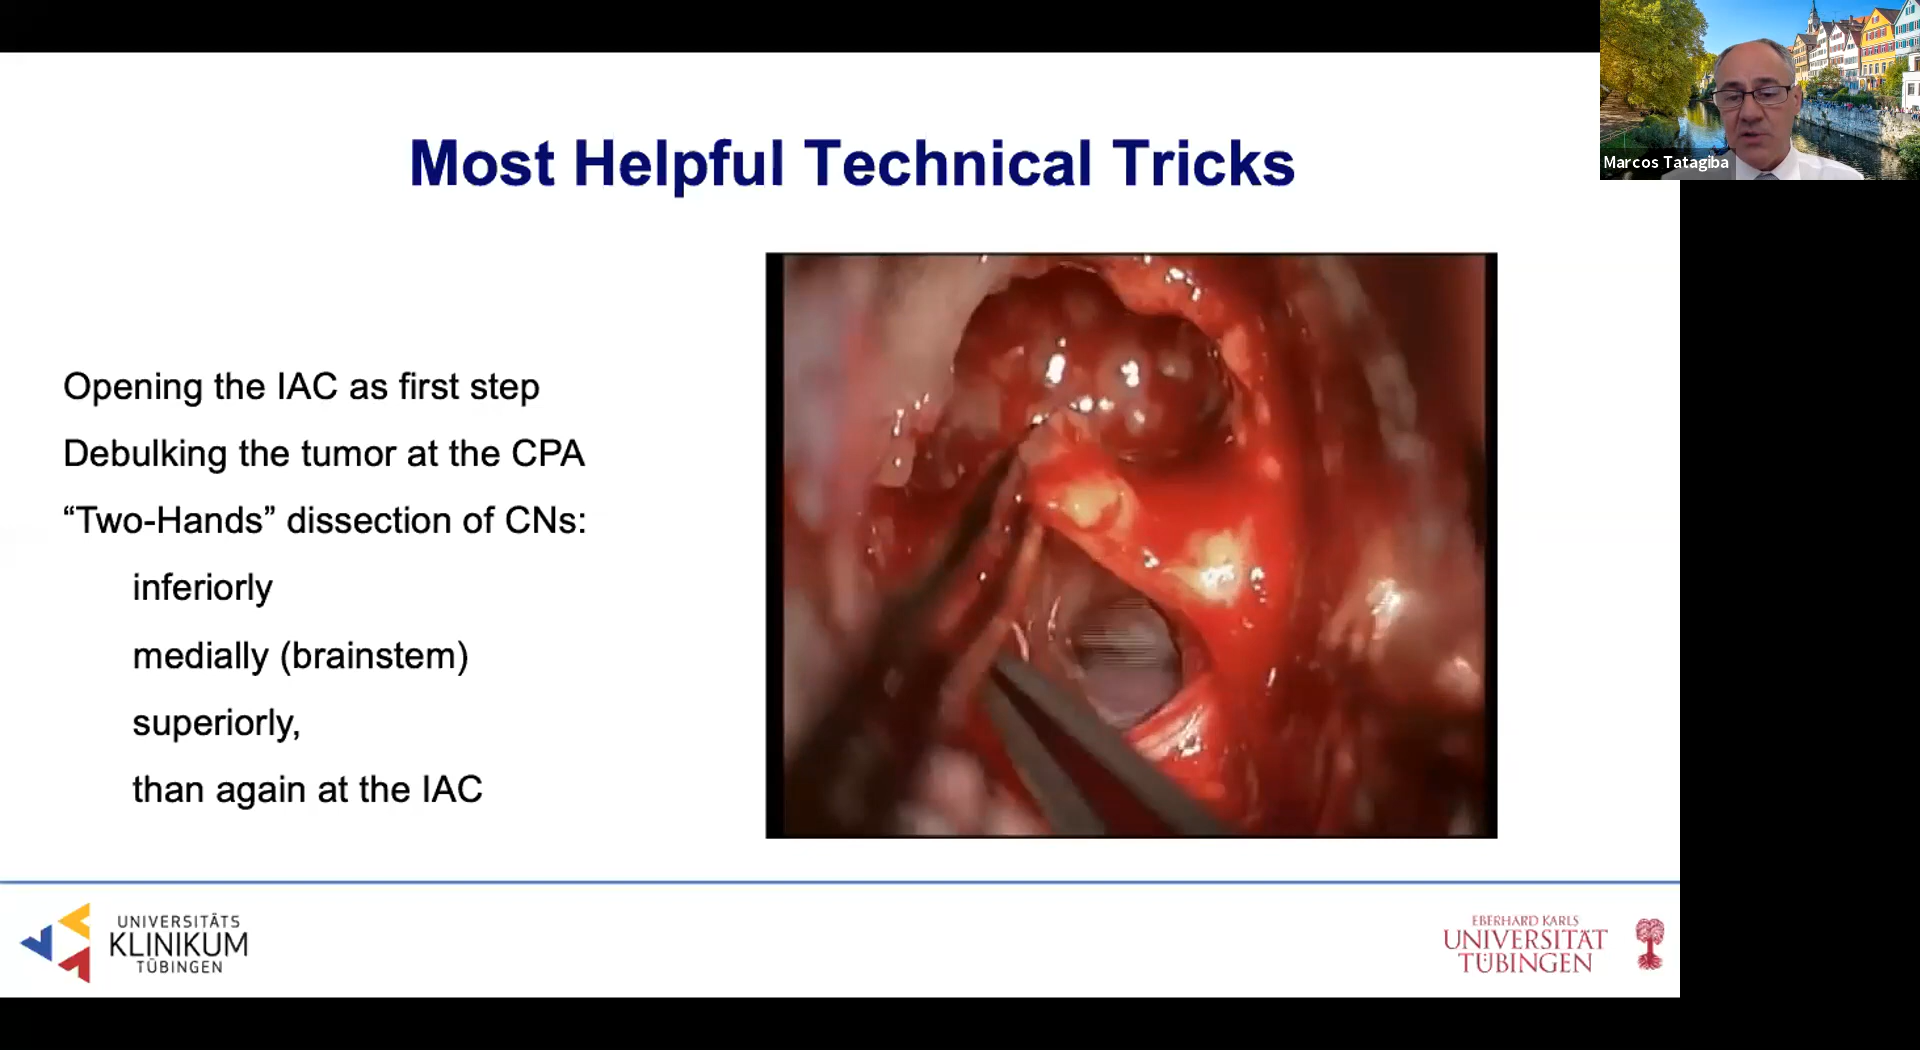 Most Helpful Technical Tricks
Marcos Tatagiba
Opening the IAC as first step
Debulking the tumor at the CPA
“Two-Hands” dissection of CNs:
inferiorly
medially (brainstem)
superiorly,
than again at the IAC
UNIVERSITÄTS
KLINIKUM
TÜBINGEN
EBERHARD KARLS
UNIVERSITÄT
TÜBINGEN